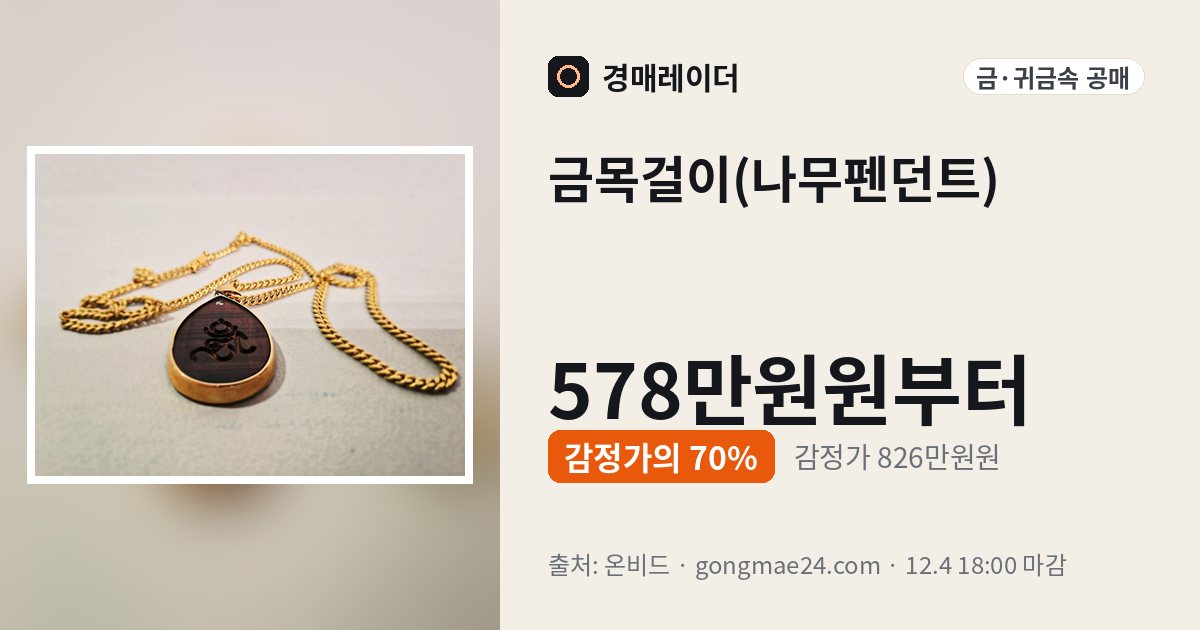 경매레이더
금·귀금속 공매
금목걸이(나무펜던트)
578만원원부터
감정가의 70%
감정가 826만원원
출처: 온비드 · gongmae24.com · 12.4 18:00 마감